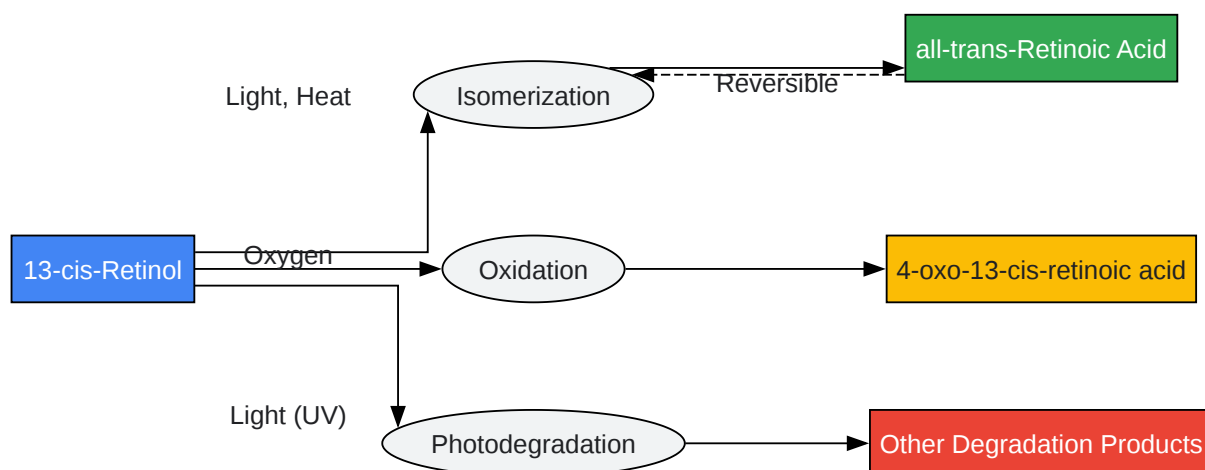 all-trans-Retinoic Acid
Light, Heat
Isomerization
Reversible
13-cis-Retinol
Oxygen
Oxidation
4-oxo-13-cis-retinoic acid
Light (UV)
Photodegradation
Other Degradation Products